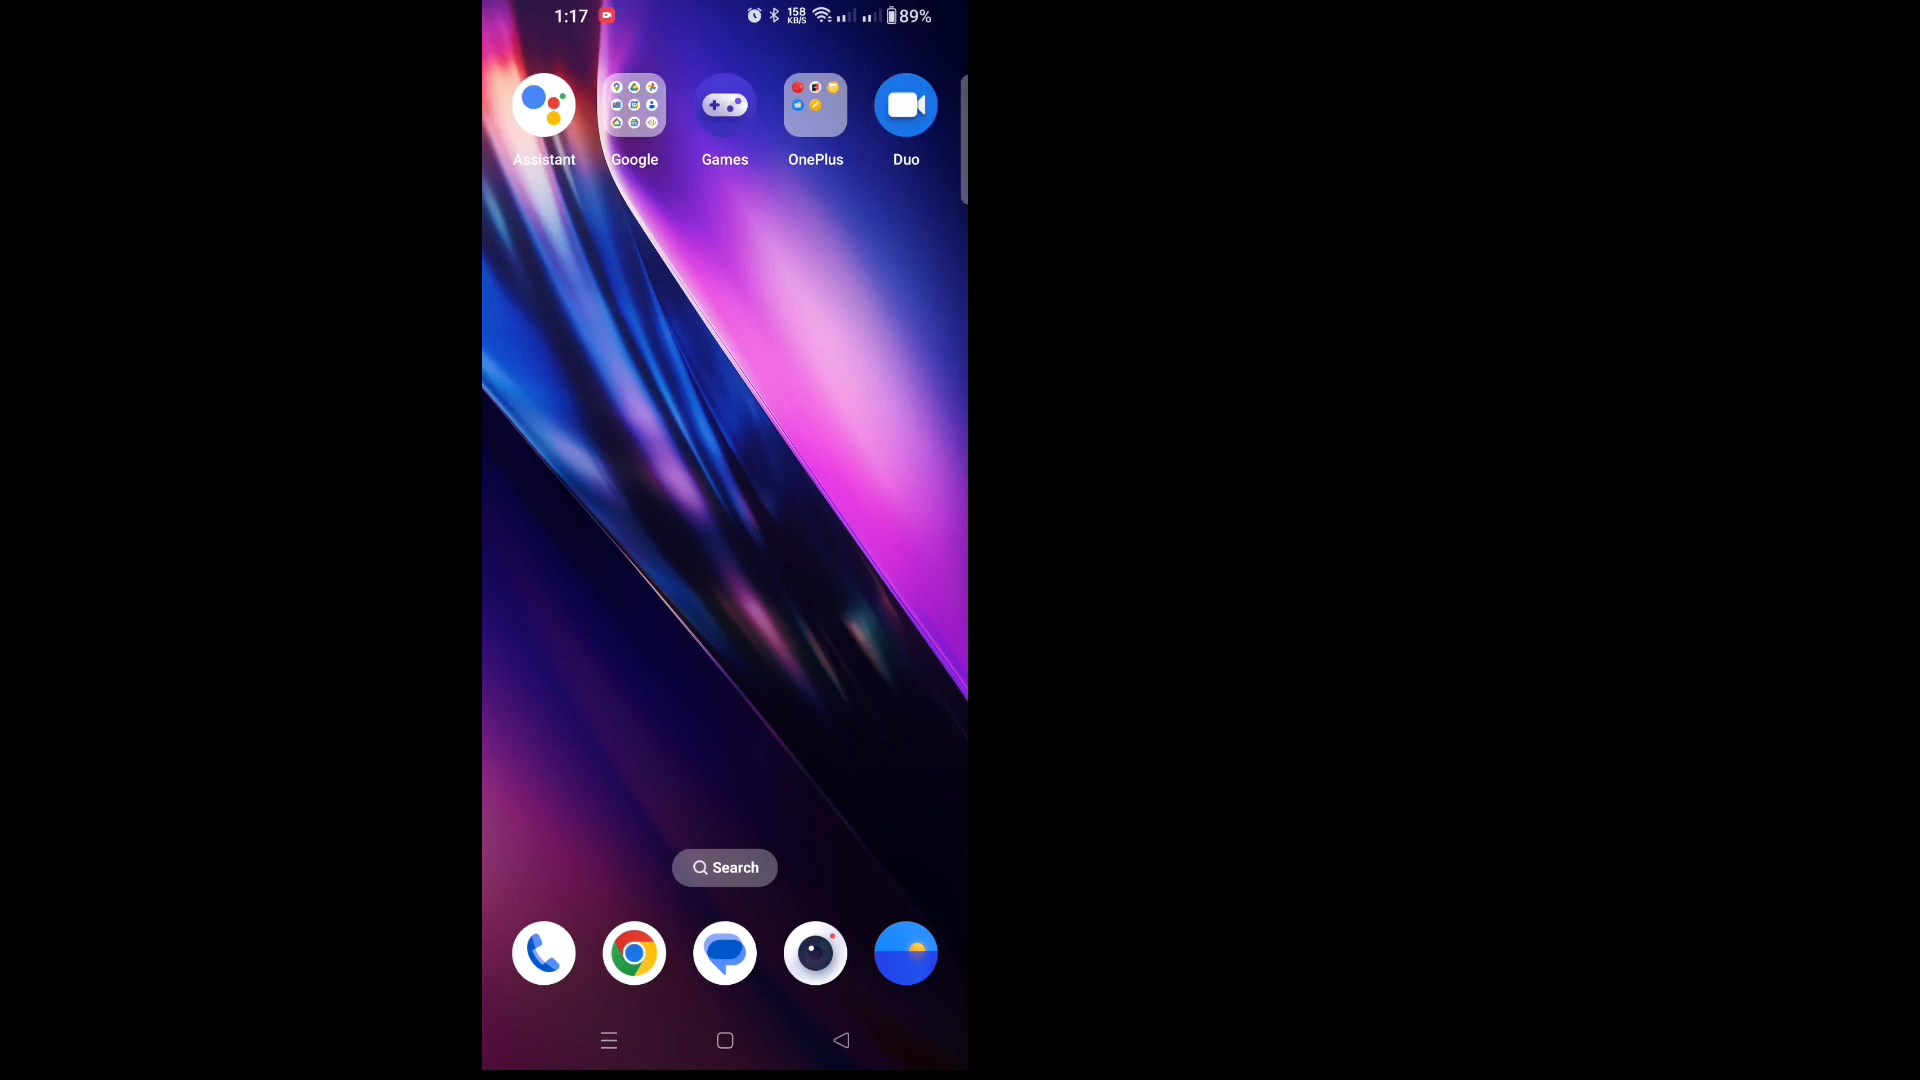 1:17
158
KB/S
89%
Assistant
Google
Games
OnePlus
Duo
Search